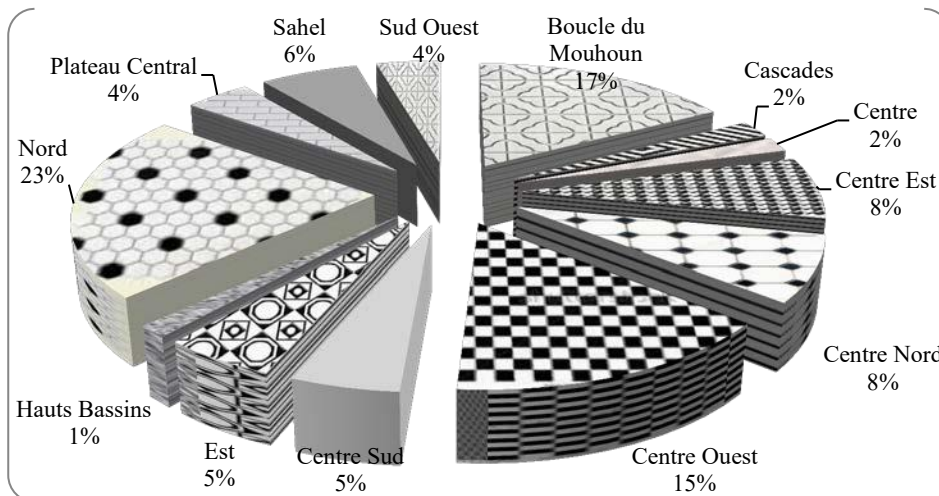 Boucle du
Mouhoun
17%
Cascades
2%
Centre
2%
Centre Est
8%
Centre Nord
8%
Centre Ouest
15%
Centre Sud
5%
Est
5%
Hauts Bassins
1%
Nord
23%
Plateau Central
4%
Sahel
6%
Sud Ouest
4%